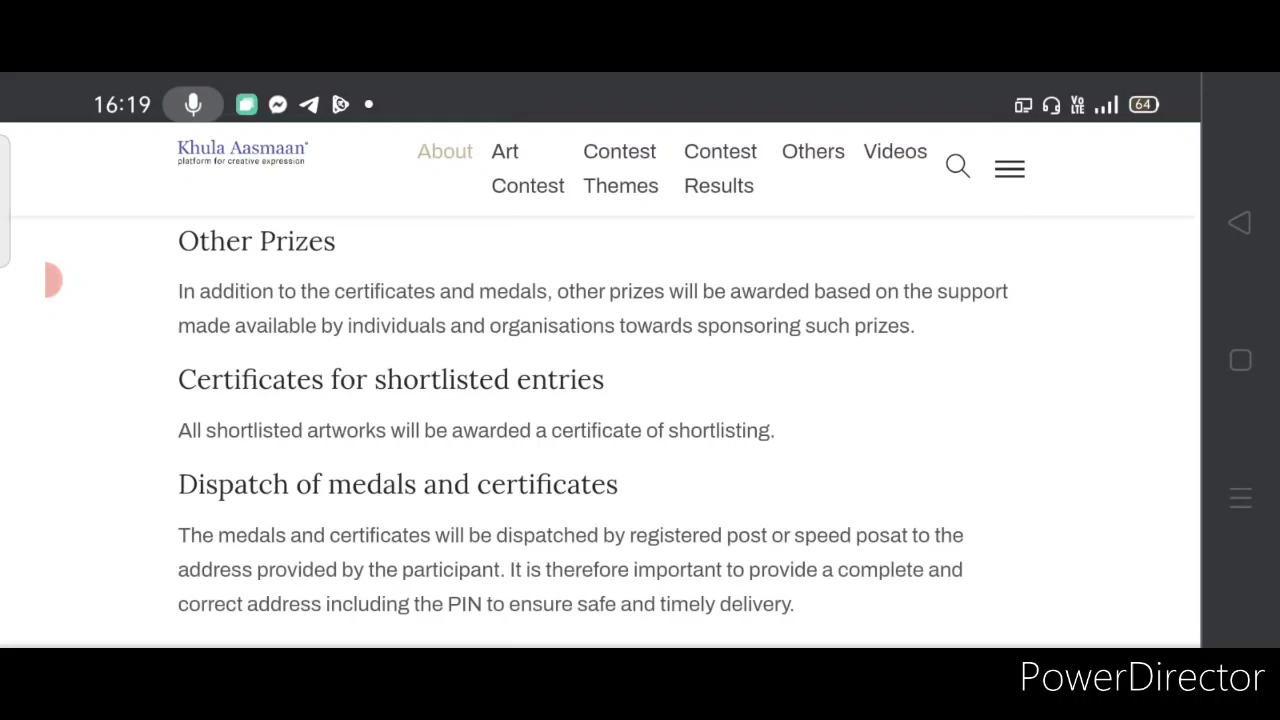 16:19
Vo LTE
64
Khula Aasmaan
platform for creative expression
About Art Contest Contest Others Videos
Contest Themes Results
Other Prizes
In addition to the certificates and medals, other prizes will be awarded based on the support
made available by individuals and organisations towards sponsoring such prizes.
Certificates for shortlisted entries
All shortlisted artworks will be awarded a certificate of shortlisting.
Dispatch of medals and certificates
The medals and certificates will be dispatched by registered post or speed posat to the
address provided by the participant. It is therefore important to provide a complete and
correct address including the PIN to ensure safe and timely delivery.
PowerDirector